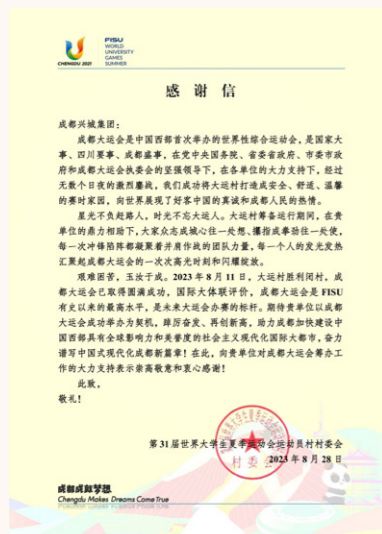 FISU
WORLD
UNIVERSITY
GAMES
SUMMER
CHENGDU 2021
感谢信
成都兴城集团：
成都大运会是中国西部首次举办的世界性综合运动会，是国家大
事、四川要事、成都盛事，在党中央国务院、省委省政府、市委市政
府和成都大运会执委会的坚强领导下，在各单位的大力支持下，经过
无数个日夜的激烈鏖战，我们成功将大运村打造成安全、舒适、温馨
的赛时家园，向世界展现了好客中国的真诚和成都人民的热情。
星光不负赶路人，时光不忘大运人。大运村筹备运行期间，在贵
单位的鼎力相助下，大家众志成城心往一处想、攥指成拳劲往一处使，
每一次冲锋陷阵都凝聚着并肩作战的团队力量，每一个人的发光发热
汇聚起成都大运会的一次次高光时刻和闪耀绽放。
艰难困苦，玉汝于成。2023年8月11日，大运村胜利闭村，成
都大运会已取得圆满成功，国际大体联评价，成都大运会是FISU
有史以来的最高水平，是未来大运会办赛的标杆。期待贵单位以成都
大运会成功举办为契机，踔厉奋发、再创新高，助力成都加快建设中
国西部具有全球影响力和美誉度的社会主义现代化国际大都市，奋力
谱写中国式现代化成都新篇章！在此，向贵单位对成都大运会筹办工
作的大力支持表示崇高敬意和衷心感谢！
此致，
敬礼！
第31届世界大学生夏季运动会运动员村村委会
村委会
2023年8月28日
成都成就梦想
Chengdu Makes Dreams Come True